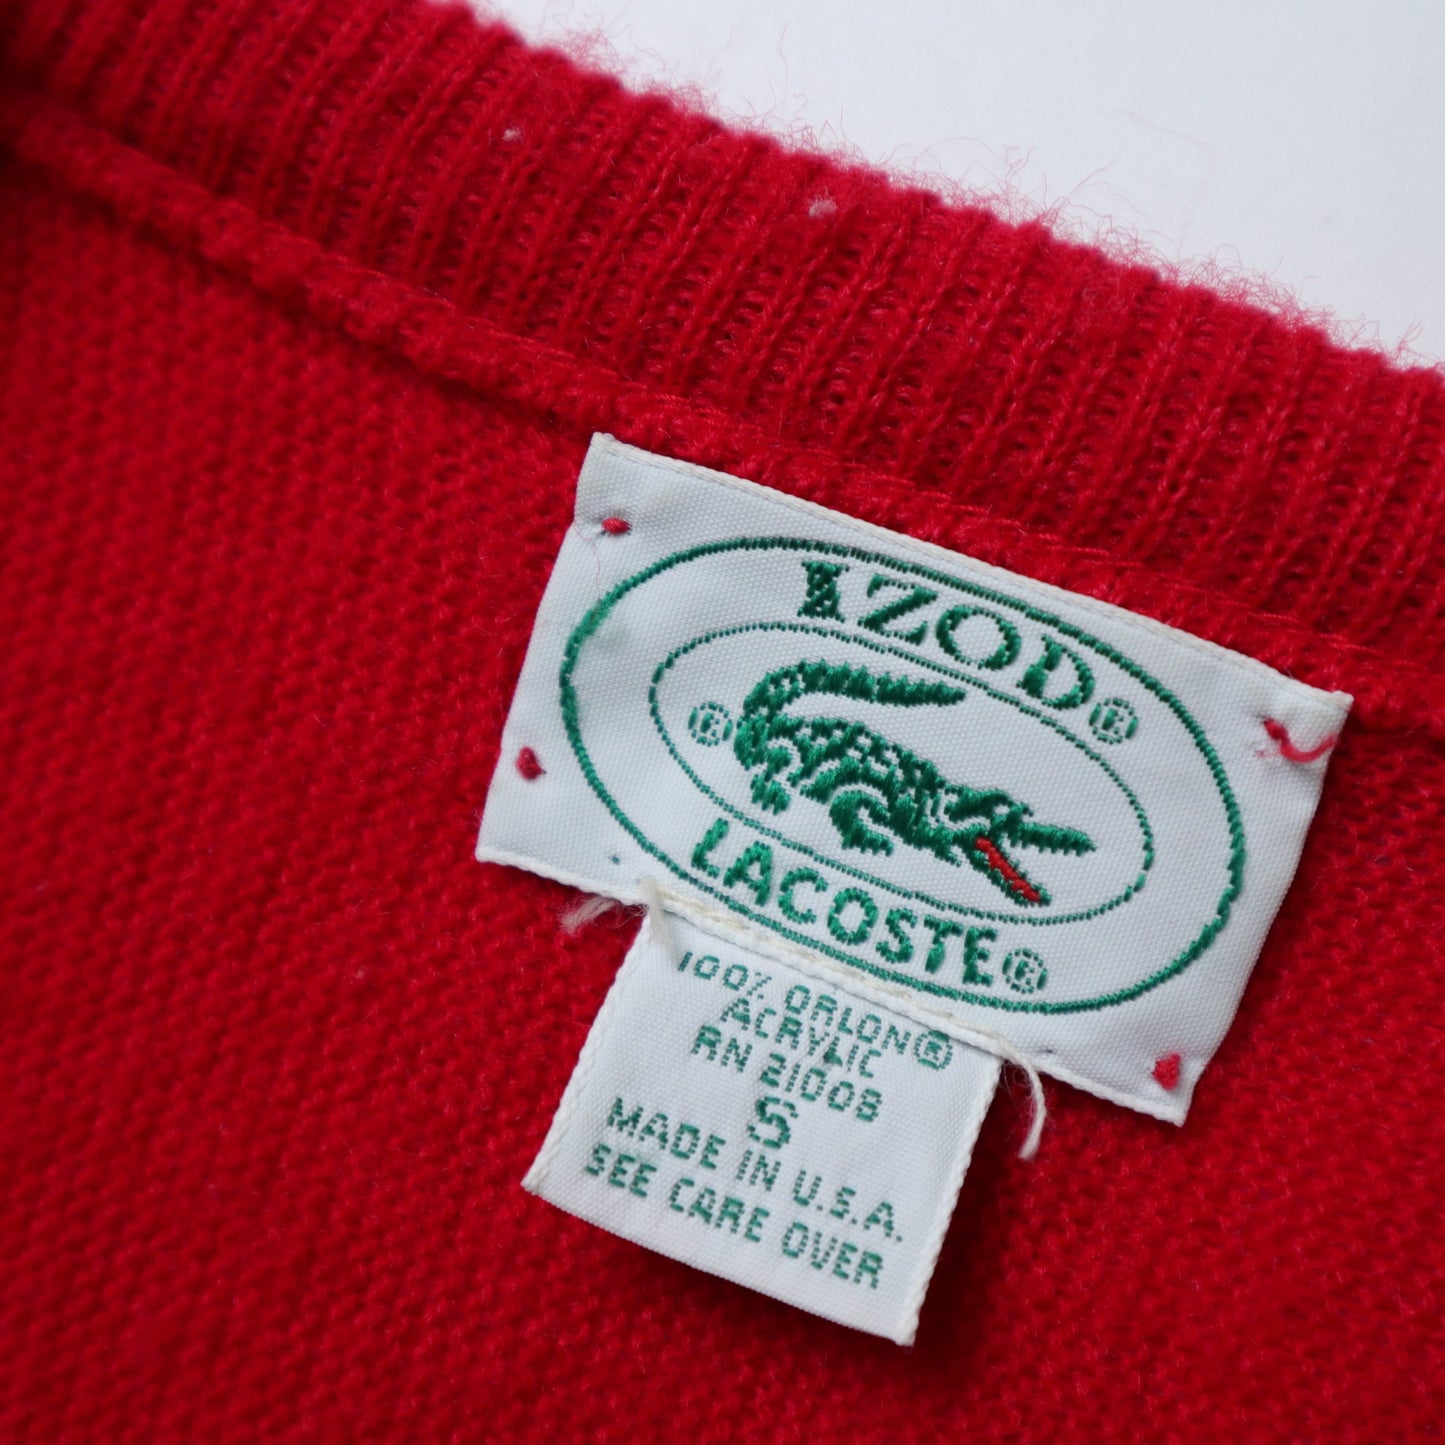 IZOD®
®
LACOSTE®
100% ORLON®
ACRYLIC
RN 21008
S
MADE IN U.S.A.
SEE CARE OVER